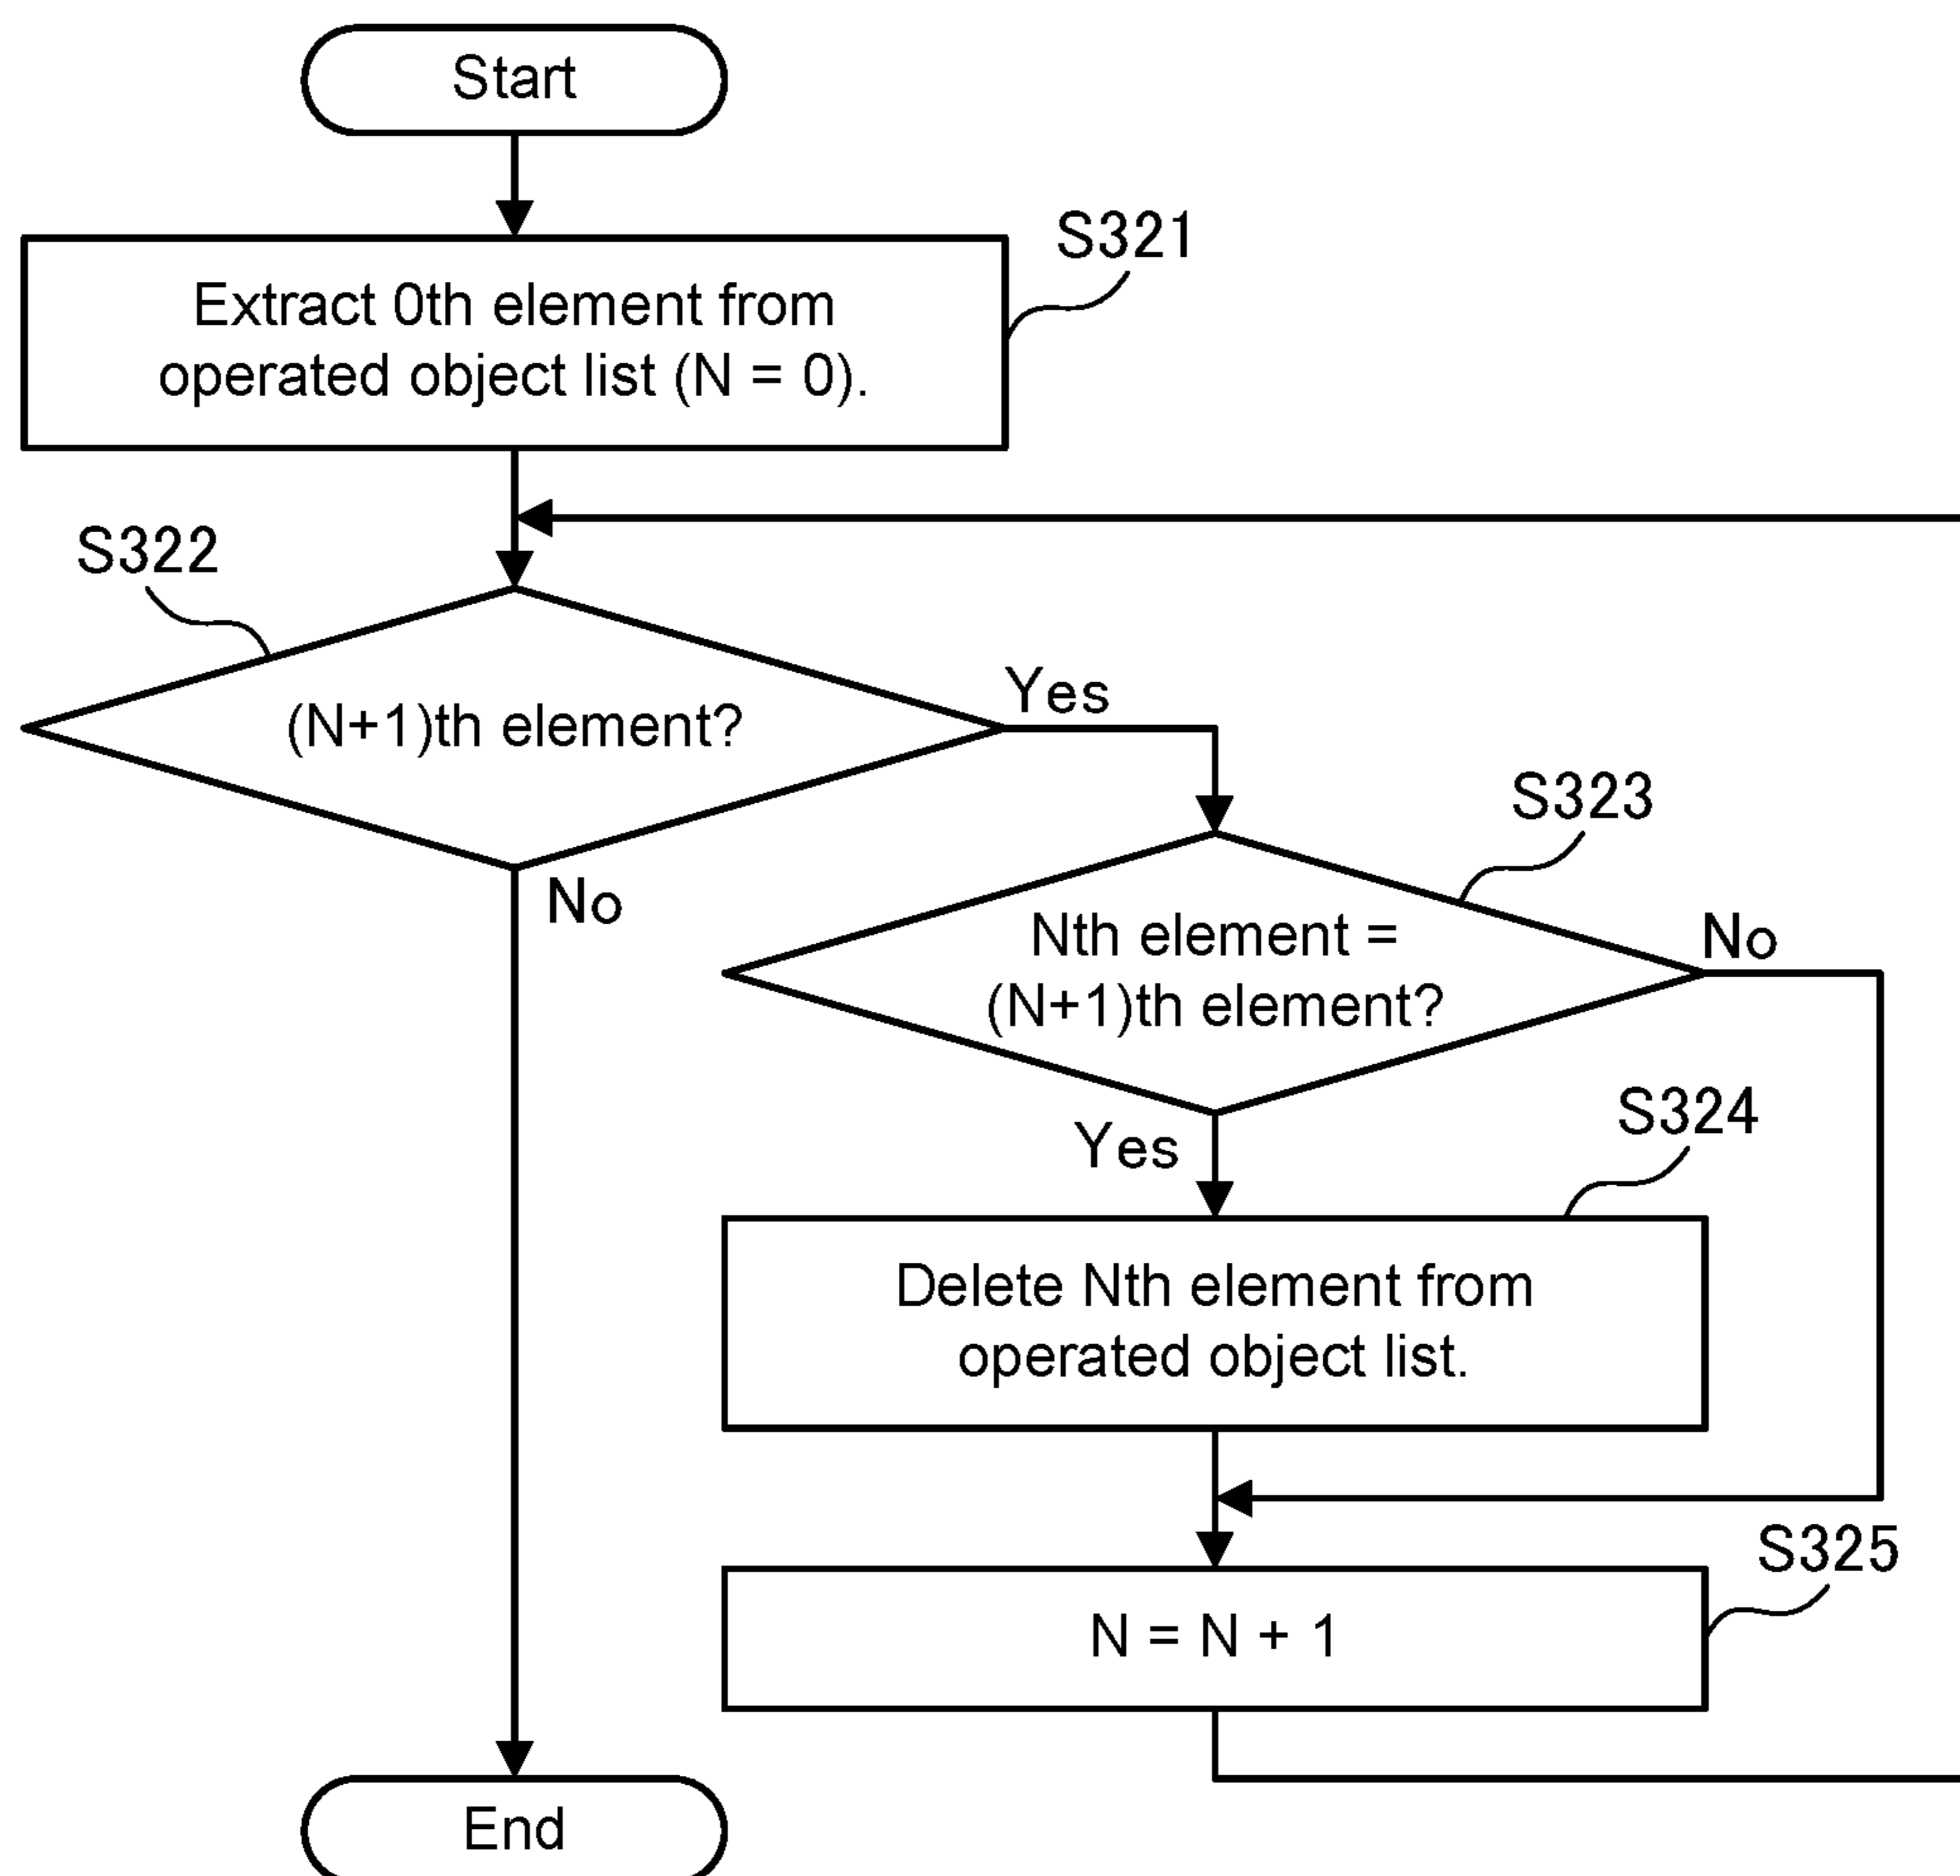 Start
S321
Extract 0th element from
operated object list (N = 0).
S322
(N+1)th element?
Yes
No
S323
Nth element =
(N+1)th element?
No
Yes
S324
Delete Nth element from
operated object list.
S325
N = N + 1
End